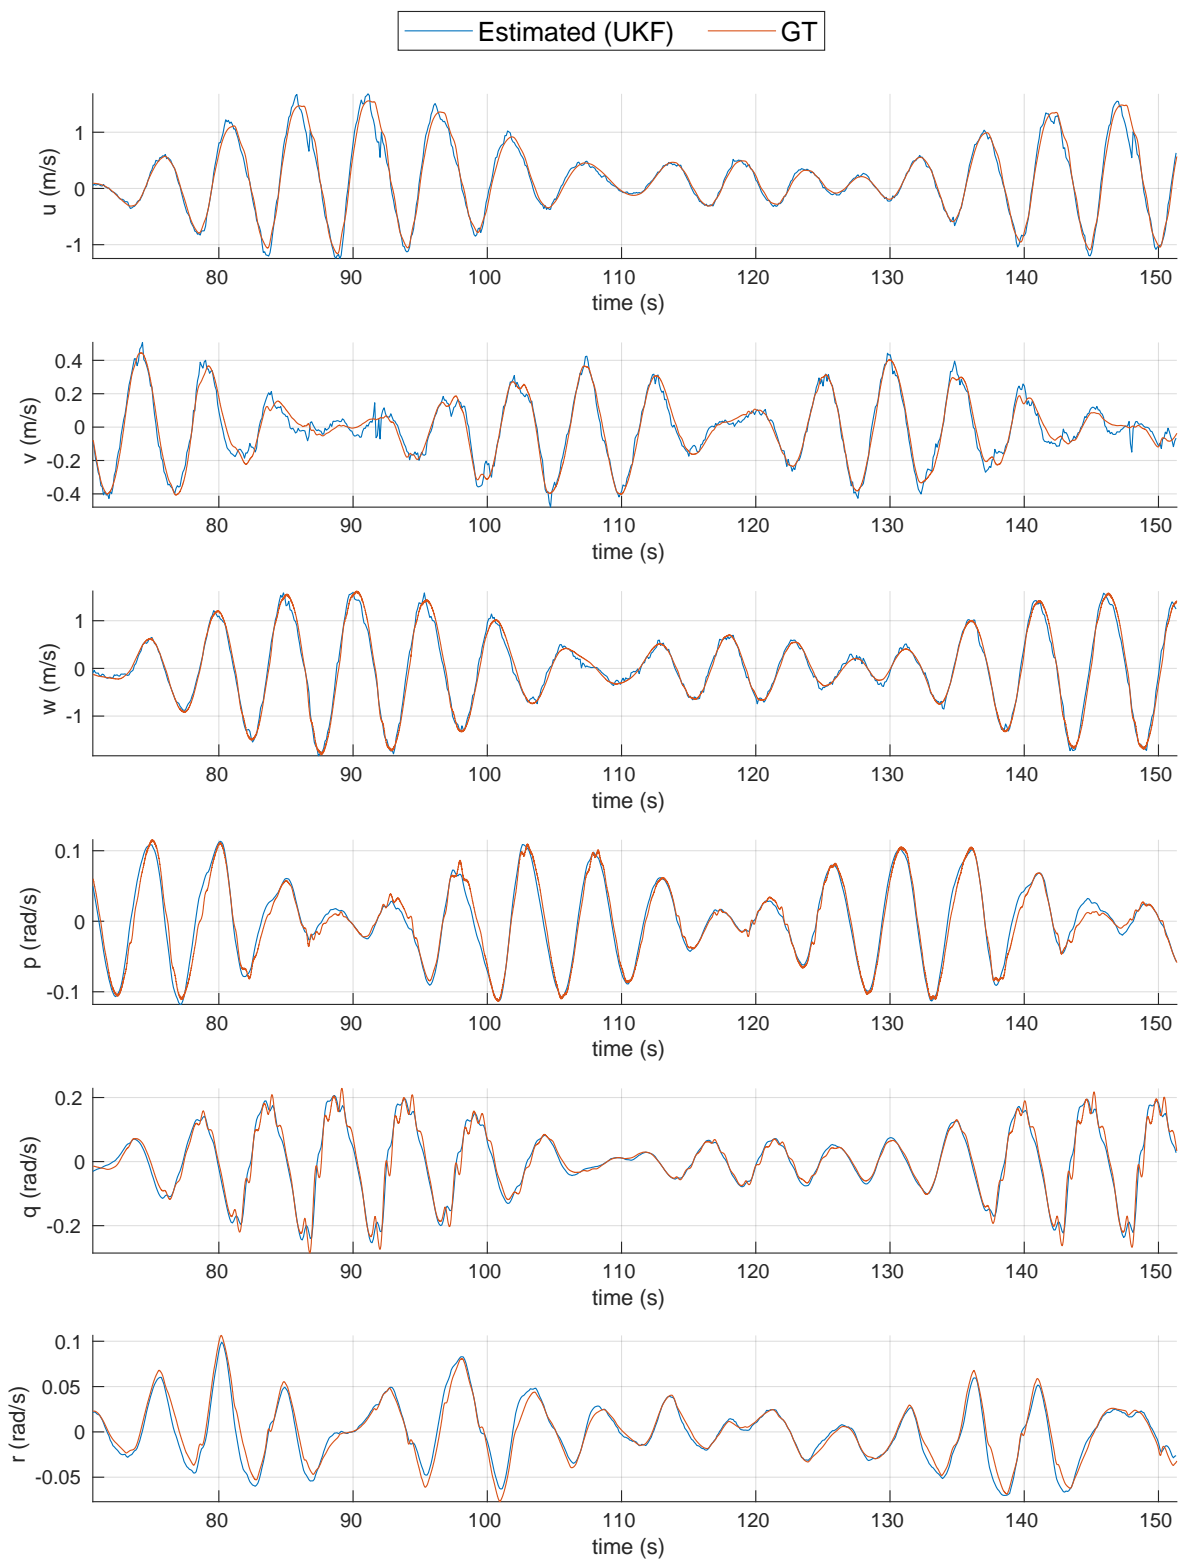 Estimated (UKF) GT
1
0
-1
u (m/s)
80 90 100 110 120 130 140 150
time (s)
0.4
0.2
0
-0.2
-0.4
v (m/s)
80 90 100 110 120 130 140 150
time (s)
1
0
-1
w (m/s)
80 90 100 110 120 130 140 150
time (s)
0.1
0
-0.1
p (rad/s)
80 90 100 110 120 130 140 150
time (s)
0.2
0
-0.2
q (rad/s)
80 90 100 110 120 130 140 150
time (s)
0.1
0.05
0
-0.05
r (rad/s)
80 90 100 110 120 130 140 150
time (s)